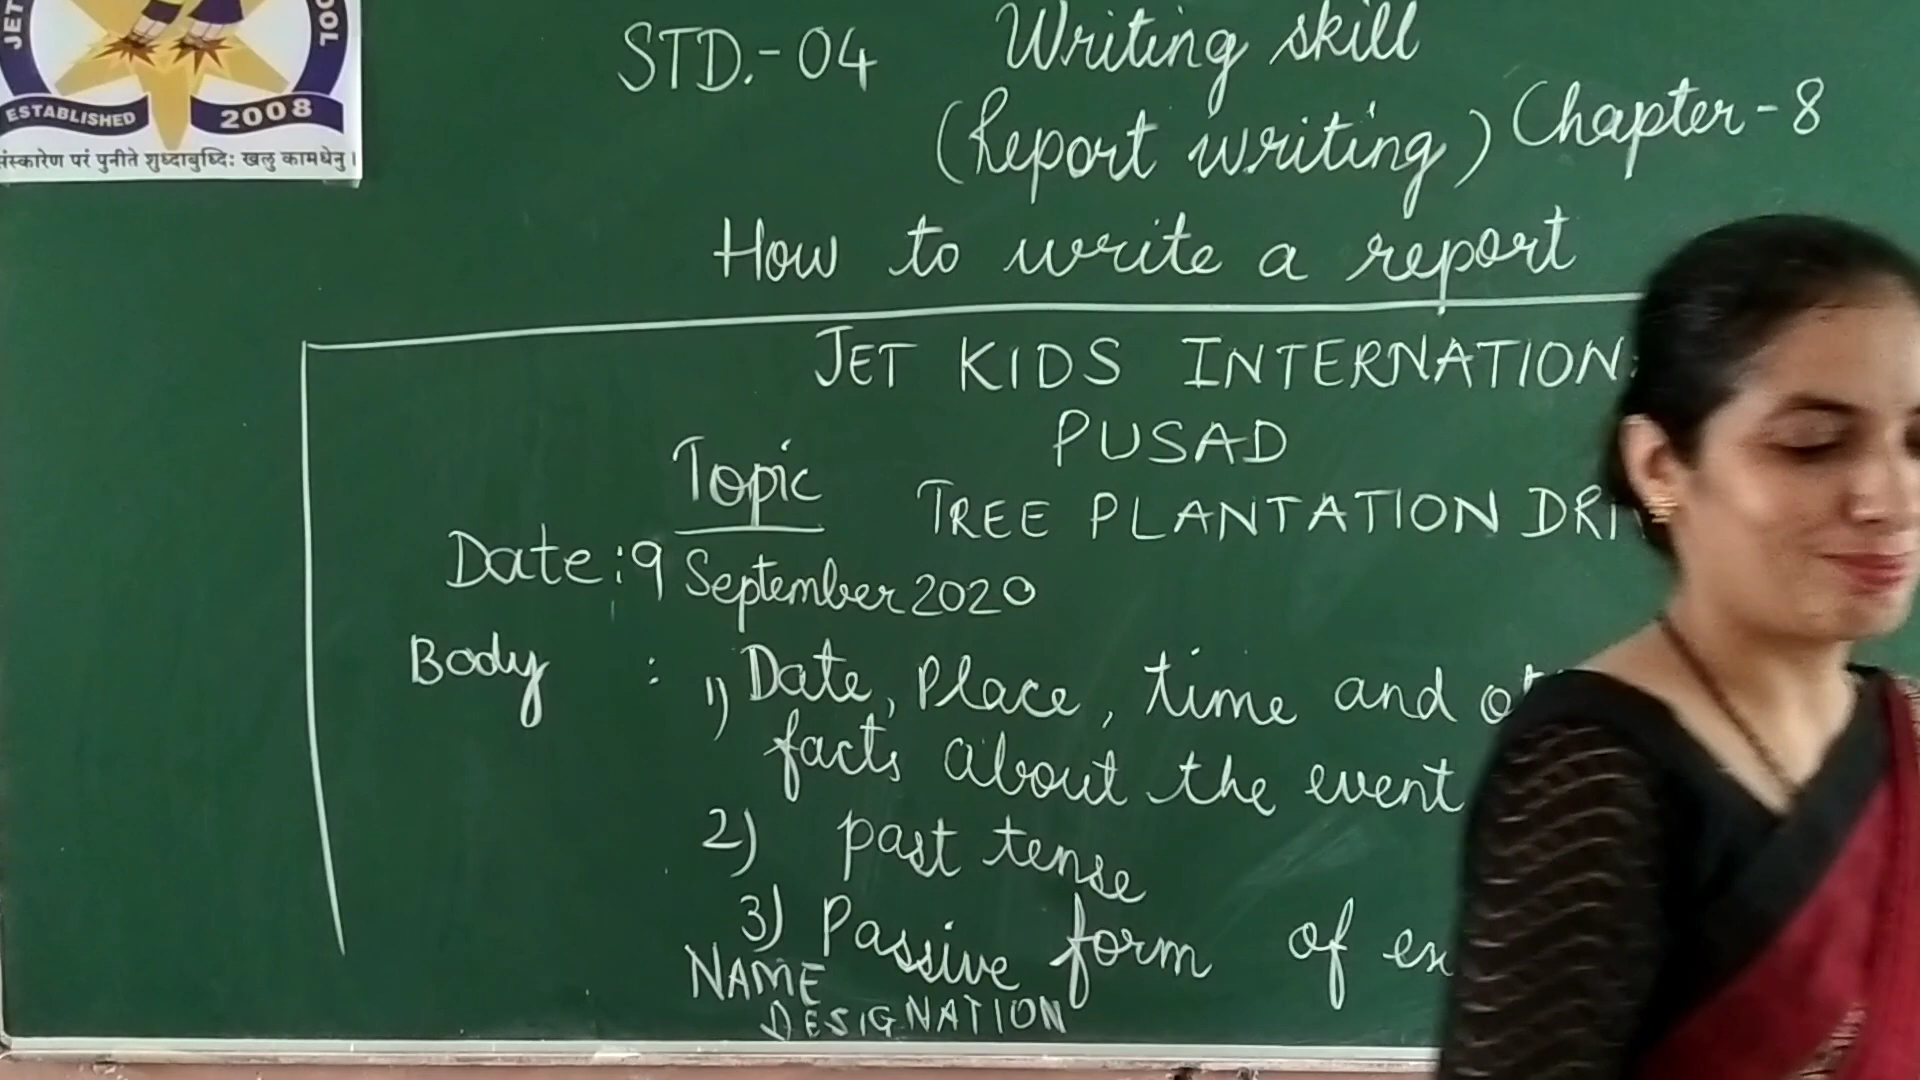 JET
OOL
ESTABLISHED 2008
संस्कारेण परं पुनीते शुध्दाबुध्दिः खलु कामधेनु।
STD.-04 Writing skill
(Report writing) Chapter-8
How to write a report
JET KIDS INTERNATION
PUSAD
Topic TREE PLANTATION DRI
Date: 9 September 2020
Body : 1) Date, Place, time and
facts about the event
2) past tense
3) Passive form of
NAME
DESIGNATION